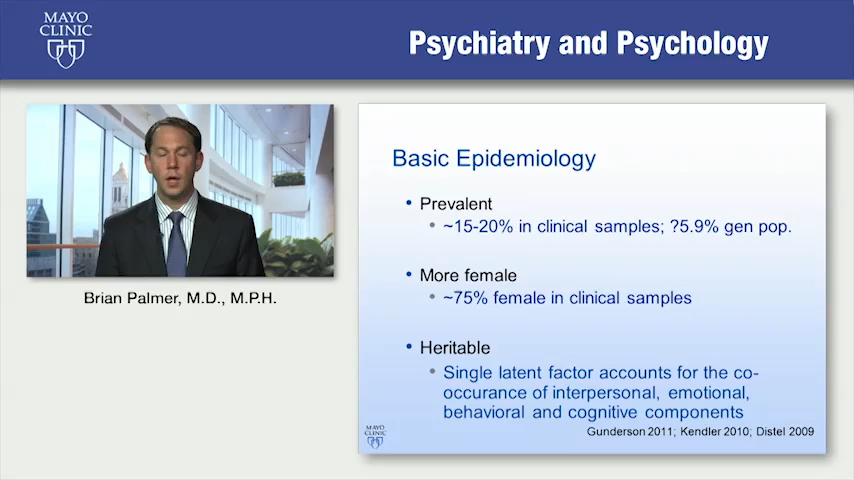 MAYO
CLINIC
Psychiatry and Psychology
Brian Palmer, M.D., M.P.H.
Basic Epidemiology
• Prevalent
• ~15-20% in clinical samples; ?5.9% gen pop.
• More female
• ~75% female in clinical samples
• Heritable
• Single latent factor accounts for the co-
occurance of interpersonal, emotional,
behavioral and cognitive components
Gunderson 2011; Kendler 2010; Distel 2009
MAYO
CLINIC